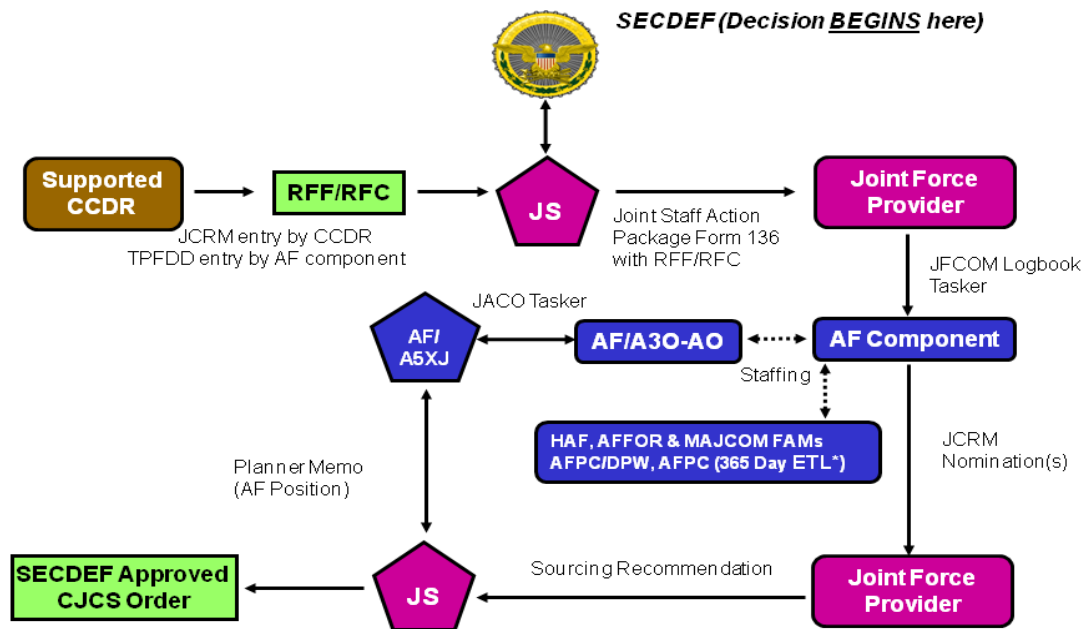 SECDEF (Decision BEGINS here)
Supported
CCDR
RFF/RFC
JS
Joint Force
Provider
JCRM entry by CCDR
TPFDD entry by AF component
Joint Staff Action
Package Form 136
with RFF/RFC
JFCOM Logbook
Tasker
JACO Tasker
AF/
A5XJ
AF/A3O-AO
AF Component
Staffing
HAF, AFFOR & MAJCOM FAMs
AFPC/DPW, AFPC (365 Day ETL*)
JCRM
Nomination(s)
Planner Memo
(AF Position)
SECDEF Approved
CJCS Order
JS
Sourcing Recommendation
Joint Force
Provider